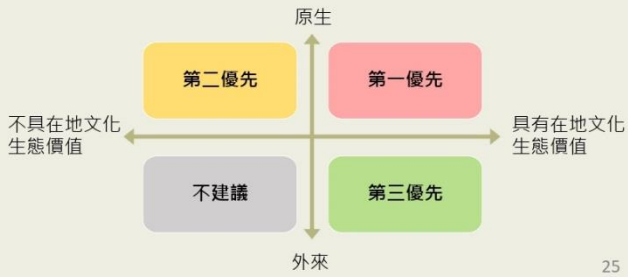 原生
第二優先
第一優先
不具在地文化
生態價值
具有在地文化
生態價值
不建議
第三優先
外來
25